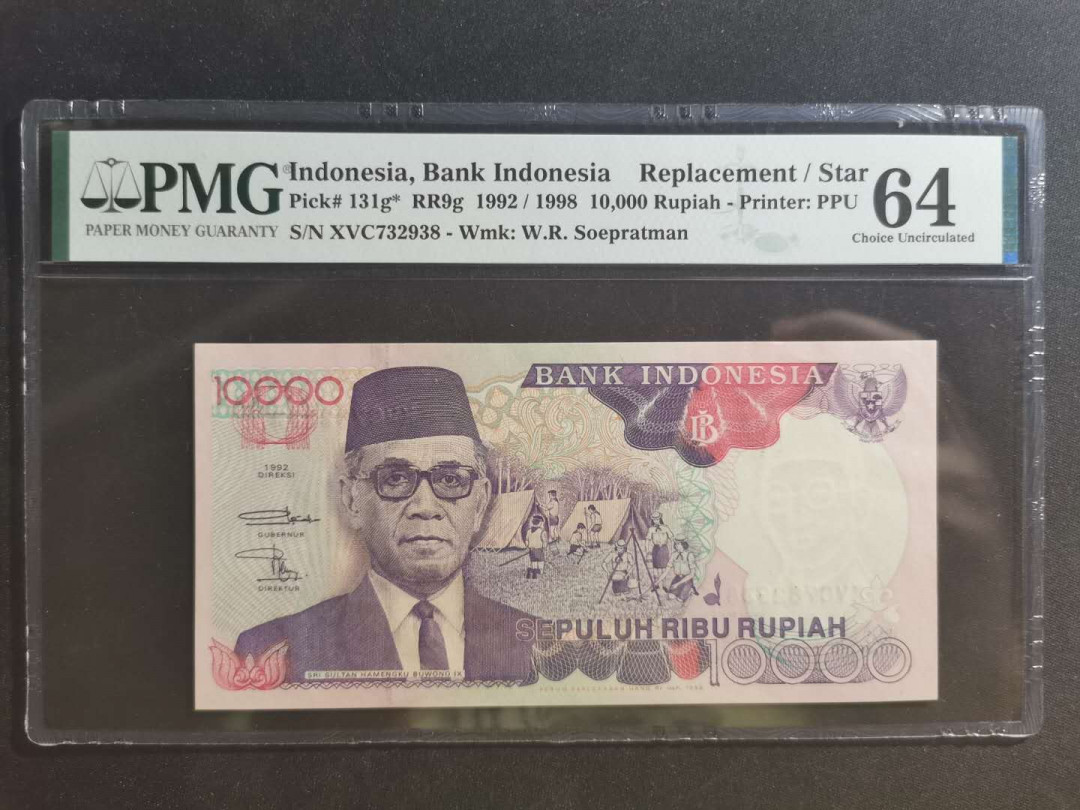 PMG
PAPER MONEY GUARANTY
Indonesia, Bank Indonesia Replacement / Star
Pick# 131g* RR9g 1992 / 1998 10,000 Rupiah - Printer: PPU
S/N XVC732938 - Wmk: W.R. Soepratman
64
Choice Uncirculated
10000
BANK INDONESIA
1992
DIREKSI
GUBERNUR
DIREKTUR
SEPULUH RIBU RUPIAH
10000
SRI SULTAN HAMENGKU BUWONO IX